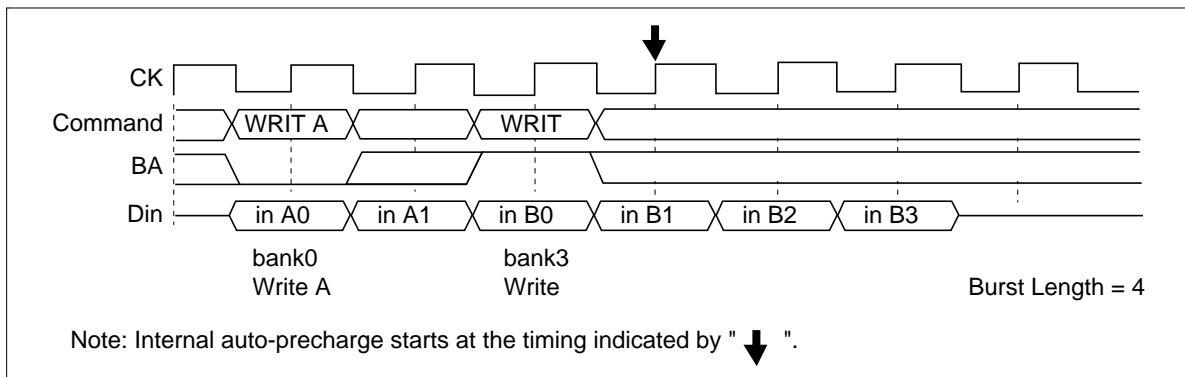 CK
Command WRIT A WRIT
BA
Din in A0 in A1 in B0 in B1 in B2 in B3
bank0 bank3
Write A Write Burst Length = 4
Note: Internal auto-precharge starts at the timing indicated by " ".